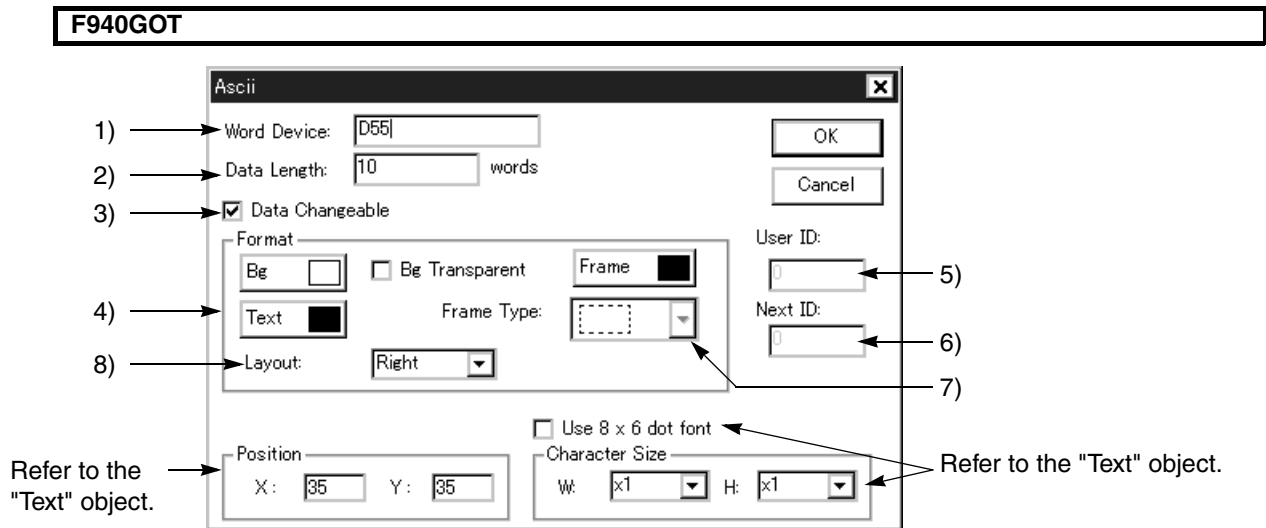 F940GOT
Ascii
1)
Word Device: D55
OK
2)
Data Length: 10 words
Cancel
3)
Data Changeable
Format
User ID:
Bg
Bg Transparent
Frame
0
5)
4)
Text
Frame Type:
Next ID:
0
6)
8)
Layout: Right
7)
Use 8 x 6 dot font
Refer to the
"Text" object.
Position
X: 35 Y: 35
Character Size
W: x1 H: x1
Refer to the "Text" object.